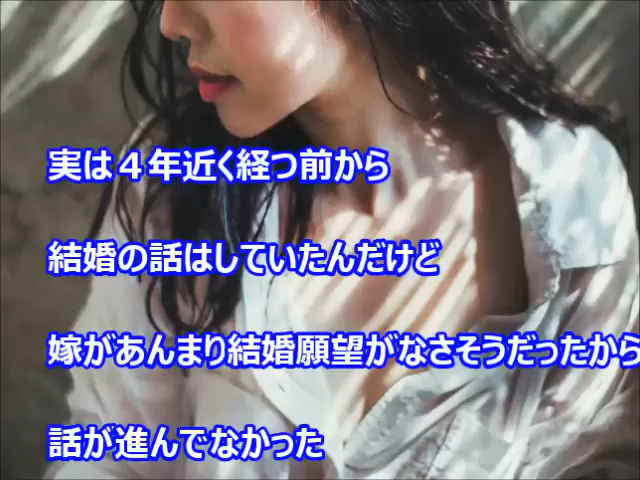 実は４年近く経つ前から
結婚の話はしていたんだけど
嫁があんまり結婚願望がなさそうだったから
話が進んでなかった